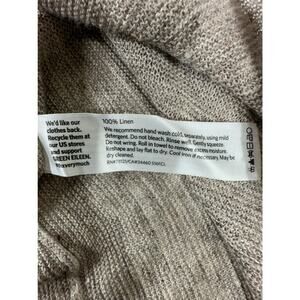 We'd like our
clothes back.
Recycle them at
our US stores
and support
GREEN EILEEN.
100% Linen
We recommend hand wash cold, separately, using mild
detergent. Do not bleach. Rinse well. Gently squeeze.
Do not wring. Roll in towel to remove excess moisture.
Reshape and lay flat to dry. Cool iron if necessary. May be
dry cleaned.